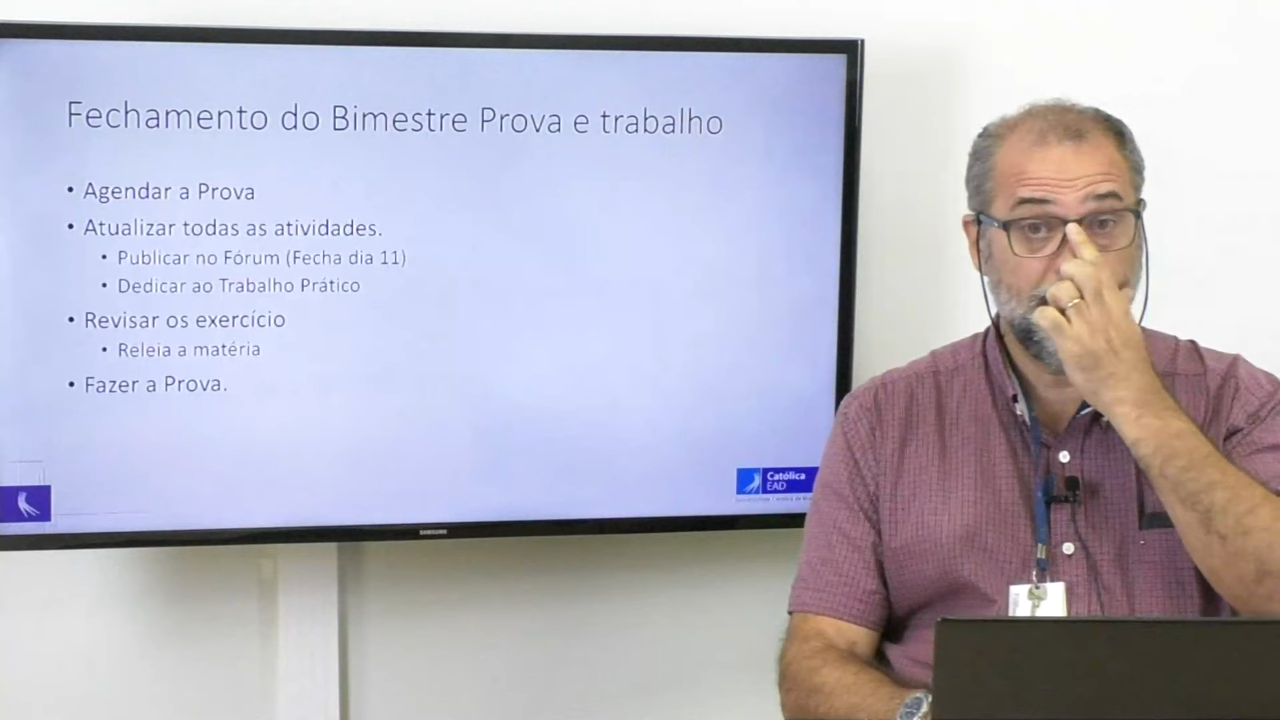 Fechamento do Bimestre Prova e trabalho
• Agendar a Prova
• Atualizar todas as atividades.
• Publicar no Fórum (Fecha dia 11)
• Dedicar ao Trabalho Prático
• Revisar os exercício
• Releia a matéria
• Fazer a Prova.
Católica
EAD
SAMSUNG